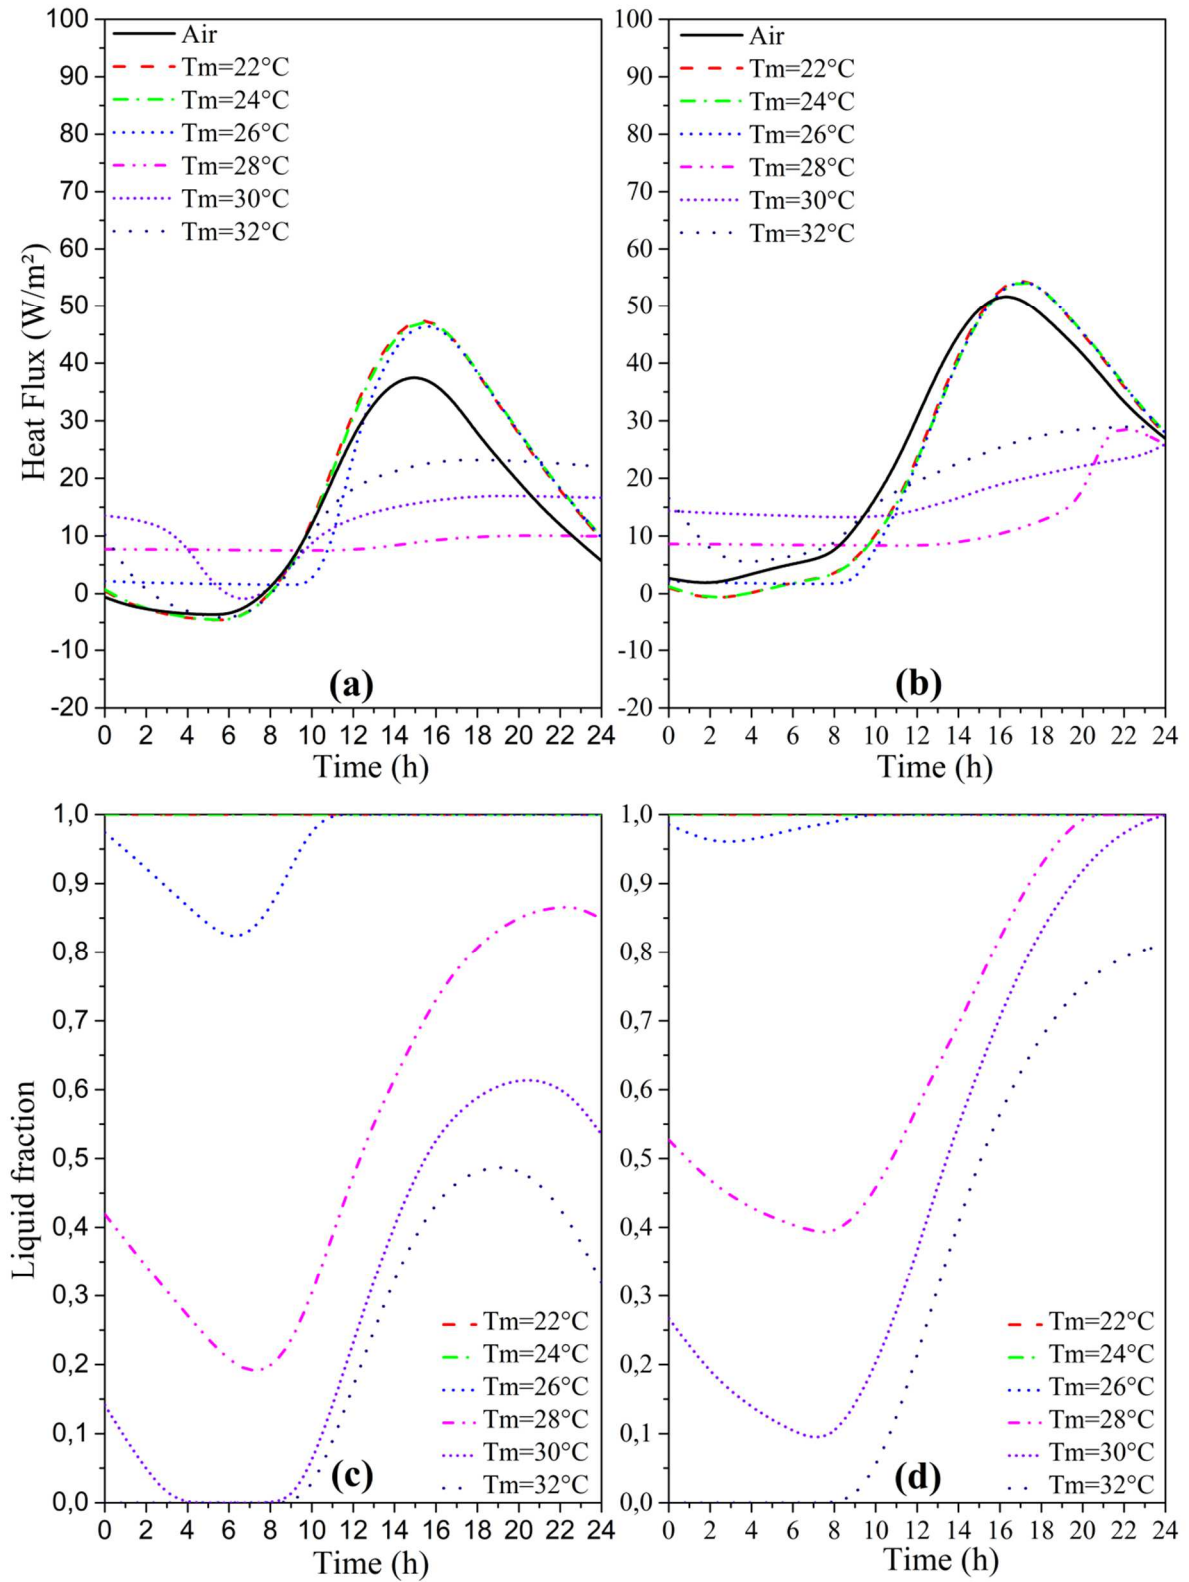 Heat Flux (W/m²)
100
90
80
70
60
50
40
30
20
10
0
-10
-20
Air
Tm=22°C
Tm=24°C
Tm=26°C
Tm=28°C
Tm=30°C
Tm=32°C
(a)
0 2 4 6 8 10 12 14 16 18 20 22 24
Time (h)
100
90
80
70
60
50
40
30
20
10
0
-10
-20
Air
Tm=22°C
Tm=24°C
Tm=26°C
Tm=28°C
Tm=30°C
Tm=32°C
(b)
0 2 4 6 8 10 12 14 16 18 20 22 24
Time (h)
Liquid fraction
1,0
0,9
0,8
0,7
0,6
0,5
0,4
0,3
0,2
0,1
0,0
Tm=22°C
Tm=24°C
Tm=26°C
Tm=28°C
Tm=30°C
Tm=32°C
(c)
0 2 4 6 8 10 12 14 16 18 20 22 24
Time (h)
1,0
0,9
0,8
0,7
0,6
0,5
0,4
0,3
0,2
0,1
0,0
Tm=22°C
Tm=24°C
Tm=26°C
Tm=28°C
Tm=30°C
Tm=32°C
(d)
0 2 4 6 8 10 12 14 16 18 20 22 24
Time (h)